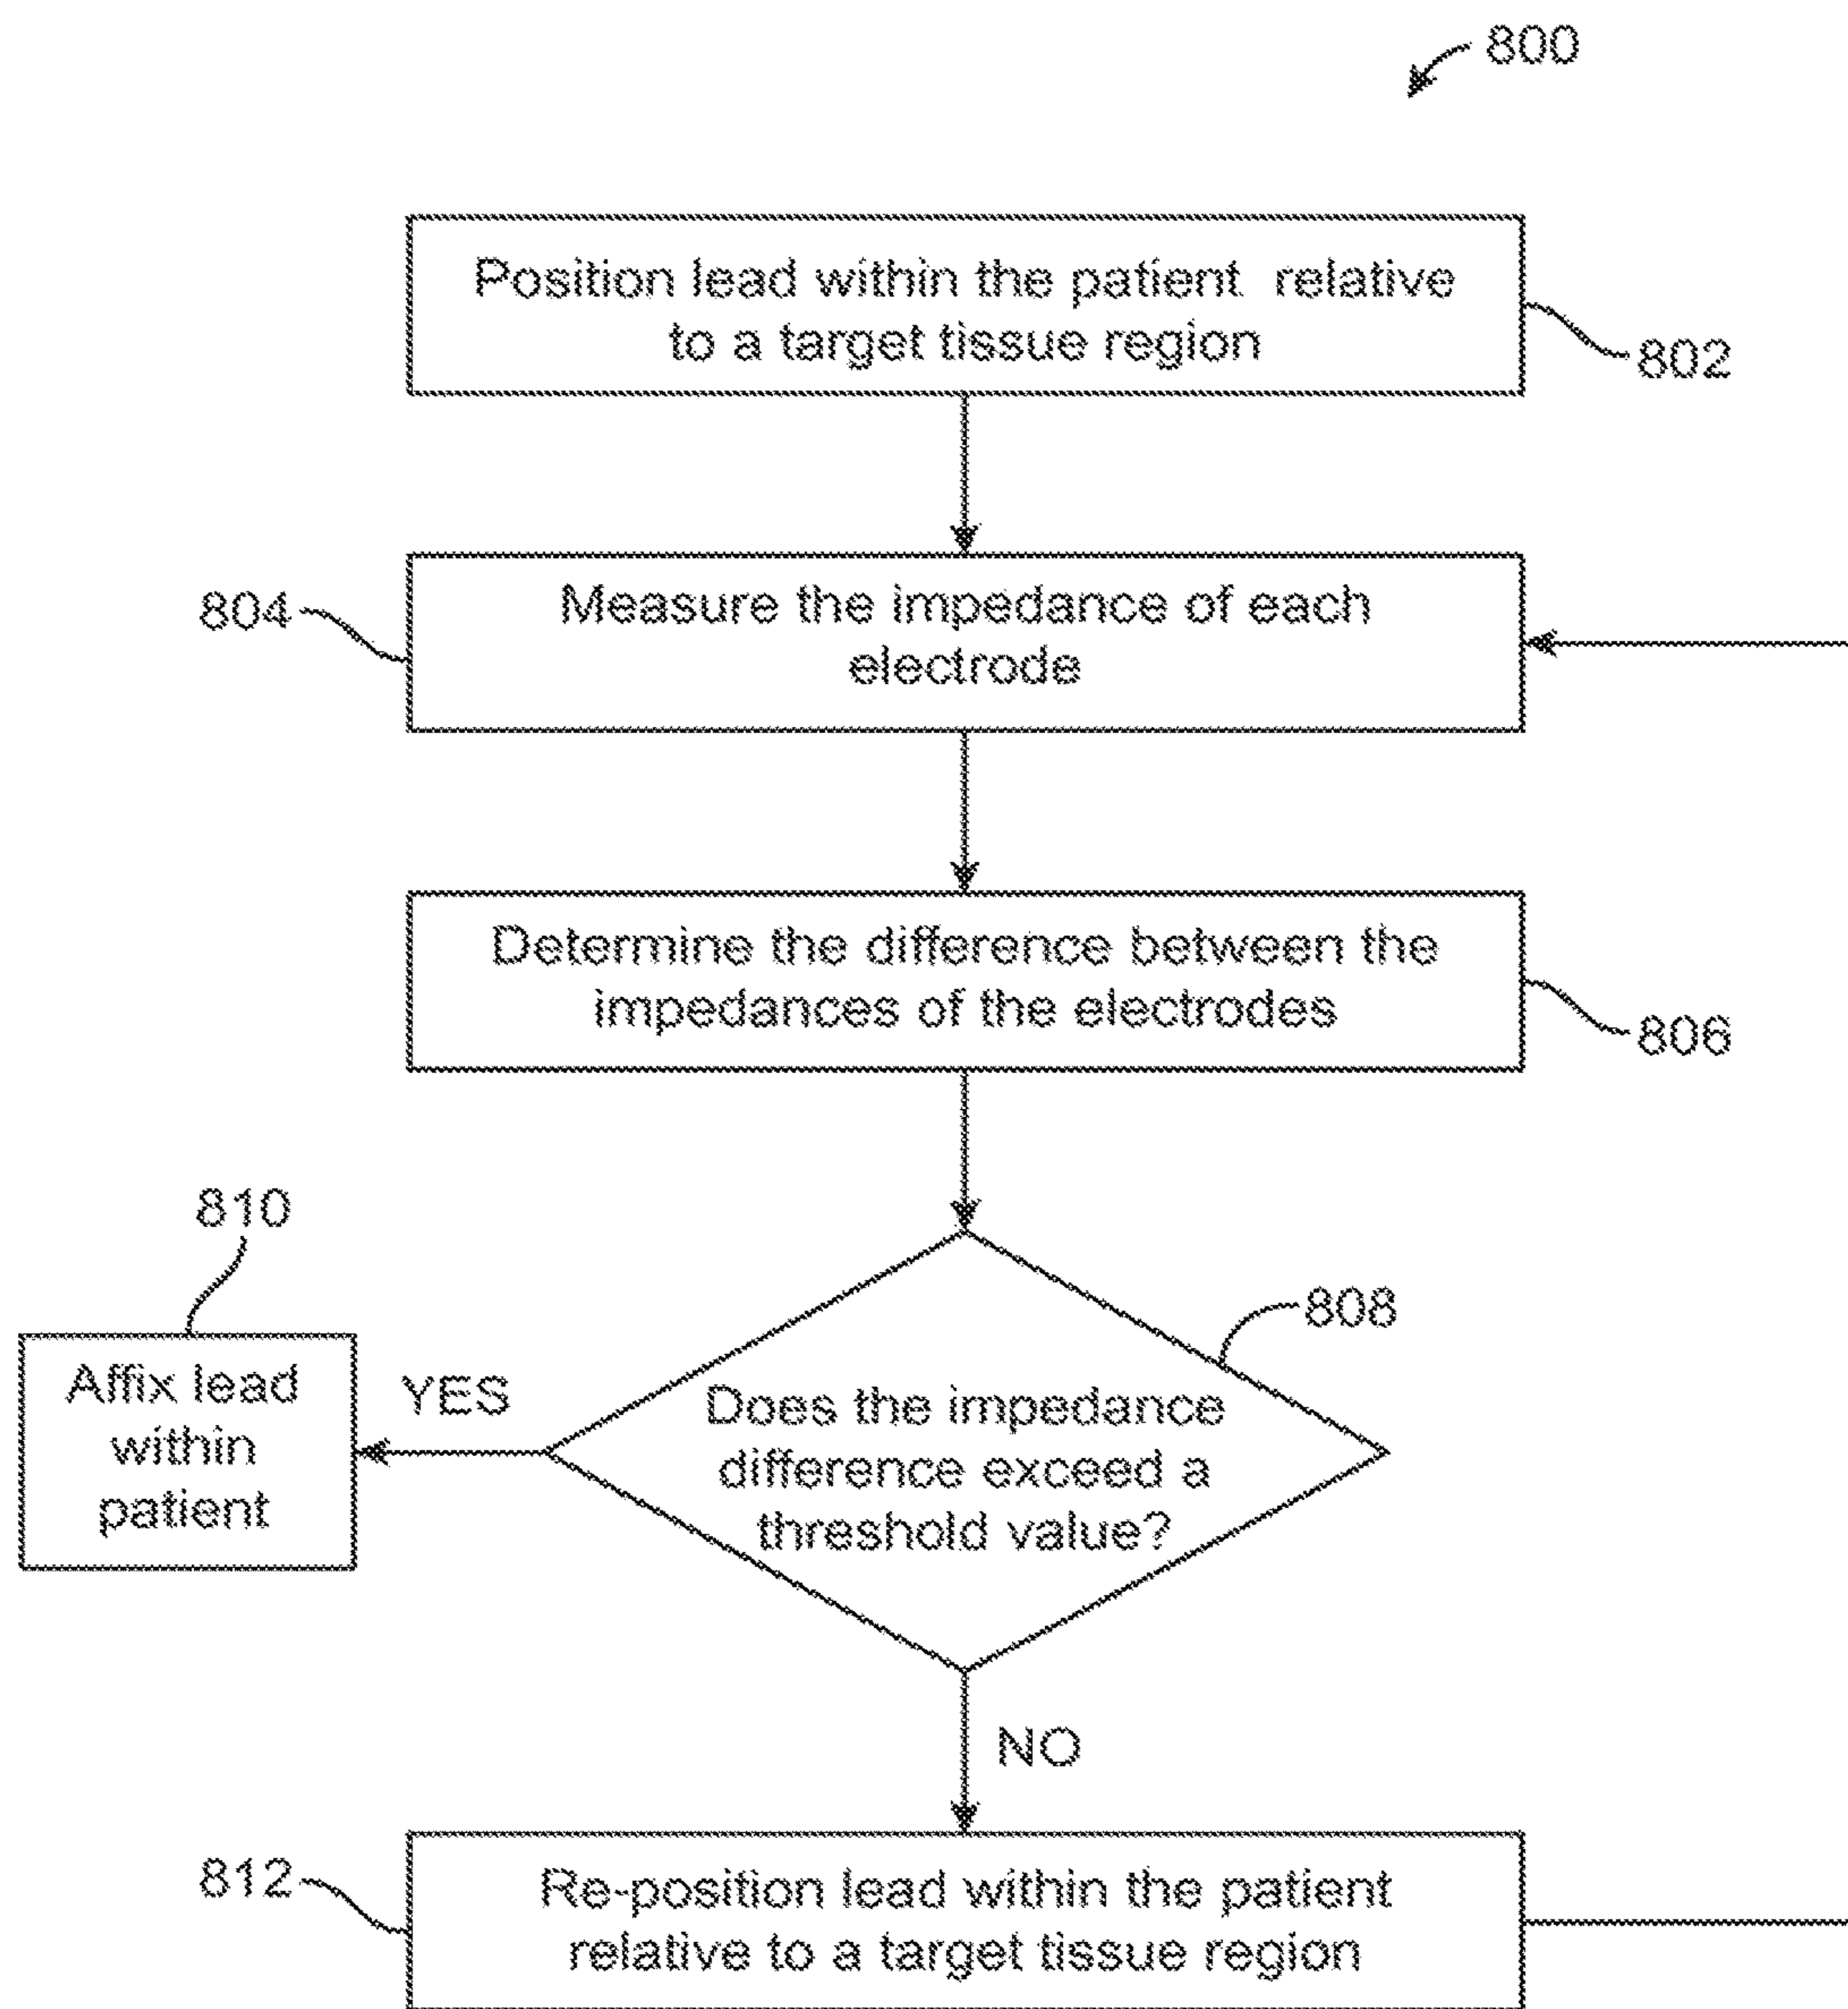 800
Position lead within the patient relative
to a target tissue region
802
804
Measure the impedance of each
electrode
Determine the difference between the
impedances of the electrodes
806
810
808
Affix lead
within
patient
YES
Does the impedance
difference exceed a
threshold value?
NO
812
Re-position lead within the patient
relative to a target tissue region